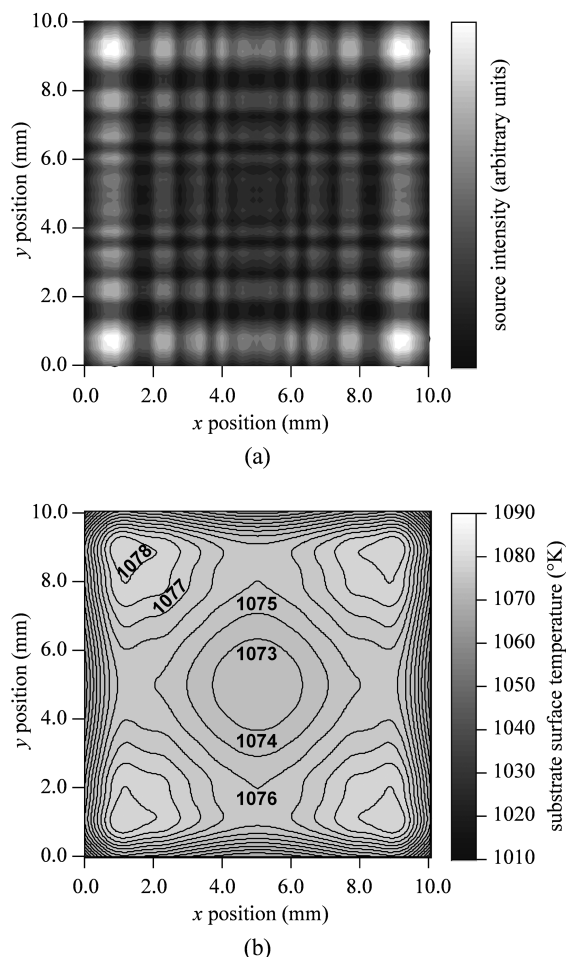 10.0
8.0
6.0
4.0
2.0
0.0
y position (mm)
0.0 2.0 4.0 6.0 8.0 10.0
x position (mm)
source intensity (arbitrary units)
(a)
10.0
8.0
6.0
4.0
2.0
0.0
y position (mm)
1078
1077
1075
1073
1074
1076
0.0 2.0 4.0 6.0 8.0 10.0
x position (mm)
1090
1080
1070
1060
1050
1040
1030
1020
1010
substrate surface temperature (°K)
(b)